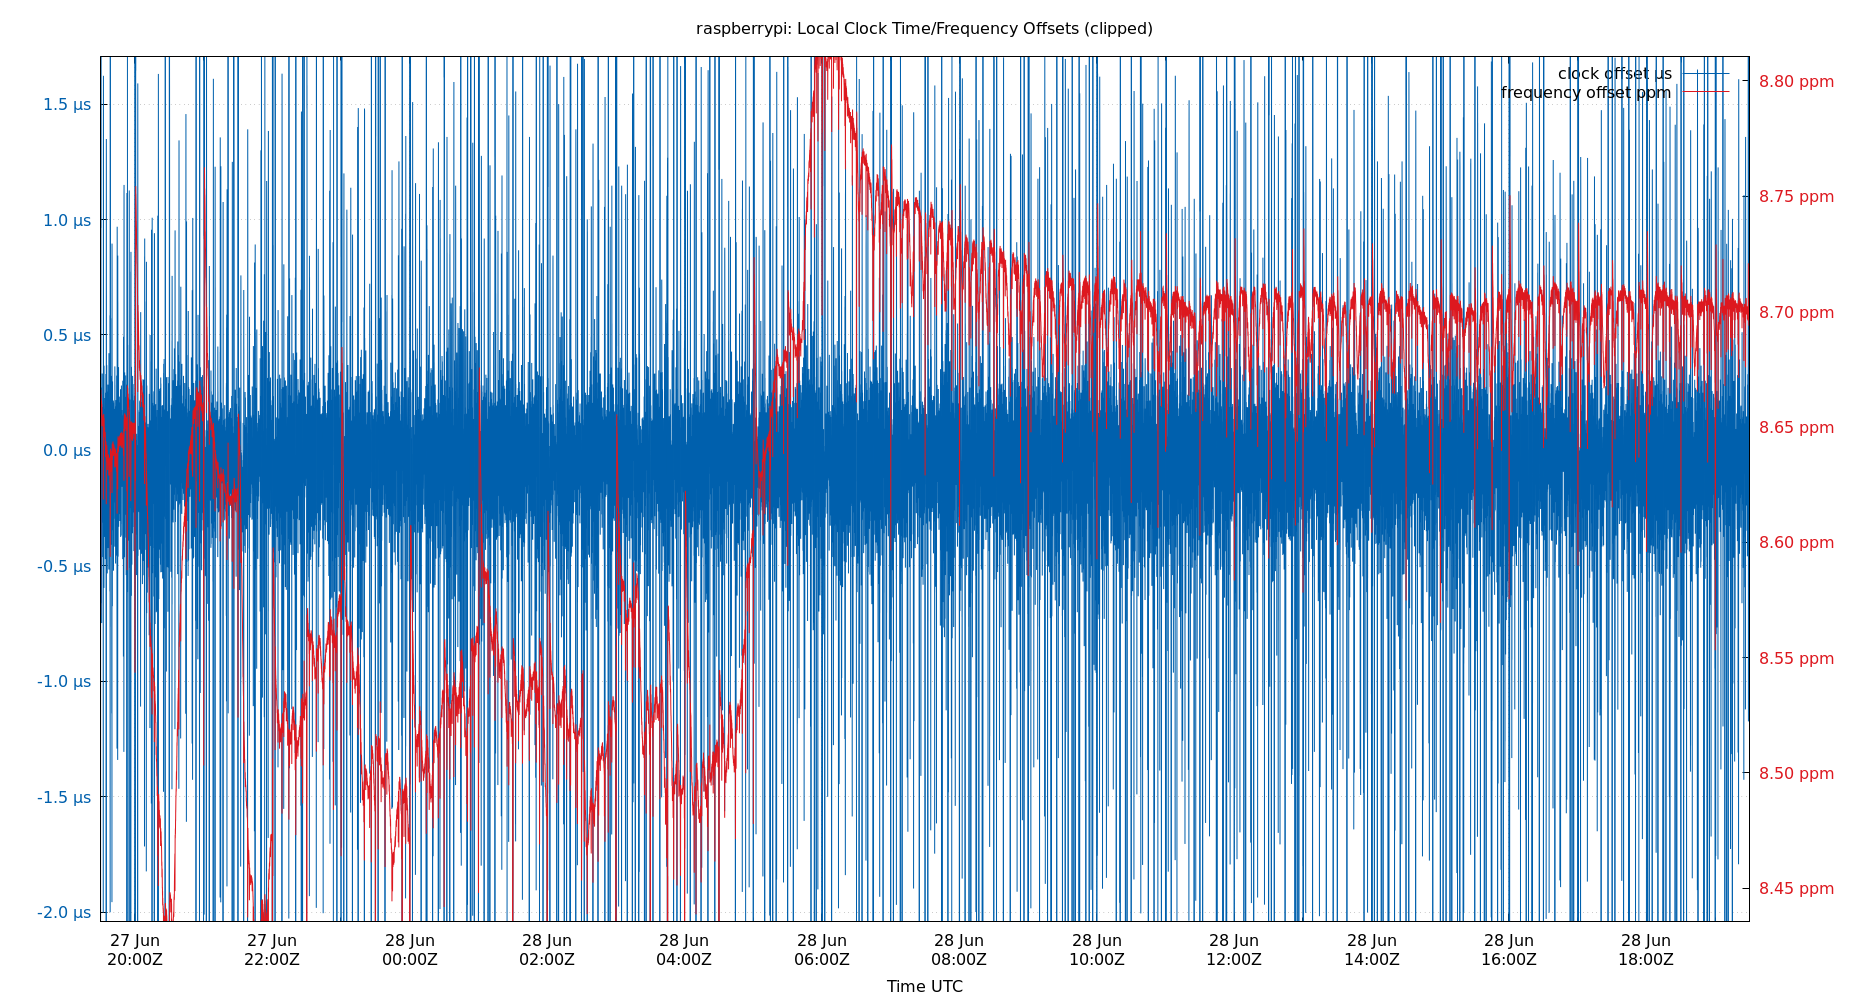 raspberrypi: Local Clock Time/Frequency Offsets (clipped)
clock offset µs
frequency offset ppm
1.5 µs
1.0 µs
0.5 µs
0.0 µs
-0.5 µs
-1.0 µs
-1.5 µs
-2.0 µs
8.80 ppm
8.75 ppm
8.70 ppm
8.65 ppm
8.60 ppm
8.55 ppm
8.50 ppm
8.45 ppm
27 Jun 27 Jun 28 Jun 28 Jun 28 Jun 28 Jun 28 Jun 28 Jun 28 Jun 28 Jun 28 Jun 28 Jun
20:00Z 22:00Z 00:00Z 02:00Z 04:00Z 06:00Z 08:00Z 10:00Z 12:00Z 14:00Z 16:00Z 18:00Z
Time UTC